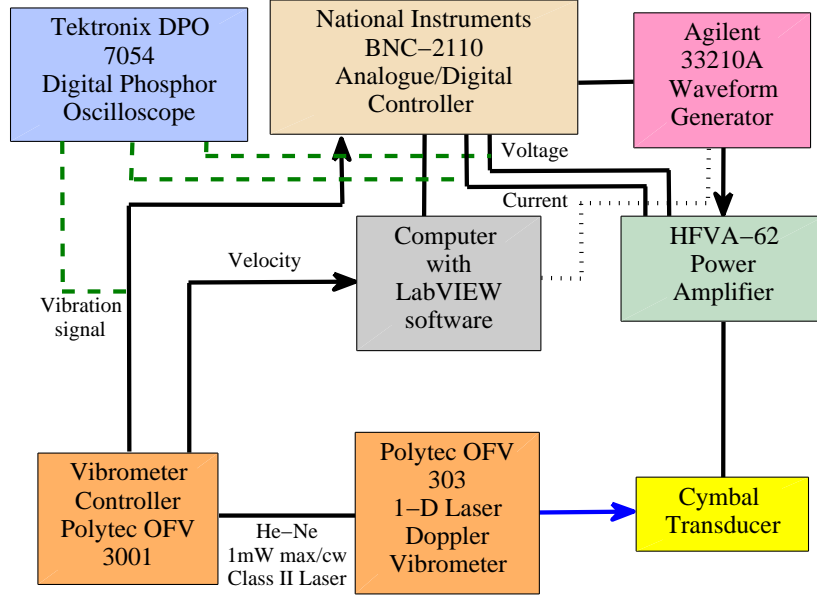 Tektronix DPO
7054
Digital Phosphor
Oscilloscope
National Instruments
BNC−2110
Analogue/Digital
Controller
Agilent
33210A
Waveform
Generator
Voltage
Current
Computer
with
LabVIEW
software
HFVA−62
Power
Amplifier
Velocity
Vibration
signal
Vibrometer
Controller
Polytec OFV
3001
He−Ne
1mW max/cw
Class II Laser
Polytec OFV
303
1−D Laser
Doppler
Vibrometer
Cymbal
Transducer